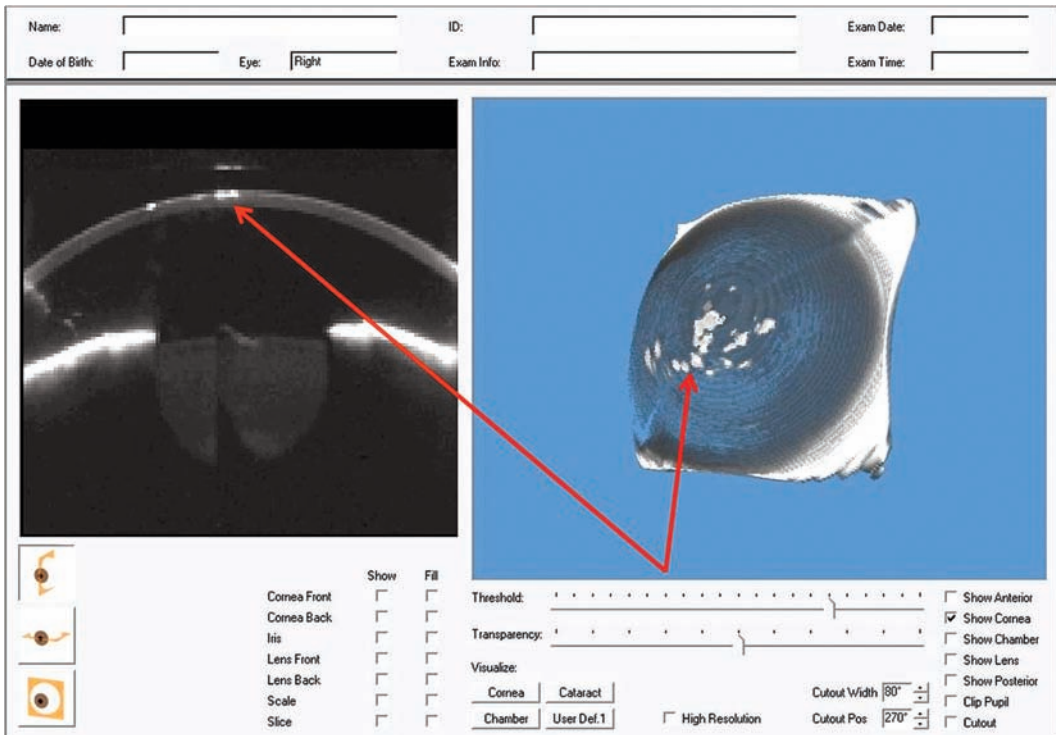 Name: ID: Exam Date:
Date of Birth: Eye: Right Exam Info: Exam Time:
Show Fill
Cornea Front
Cornea Back
Iris
Lens Front
Lens Back
Scale
Slice
Threshold:
Transparency:
Visualize:
Cornea Cataract
Chamber User Def.1
High Resolution
Cutout Width 80°
Cutout Pos 270°
Show Anterior
Show Cornea
Show Chamber
Show Lens
Show Posterior
Clip Pupil
Cutout